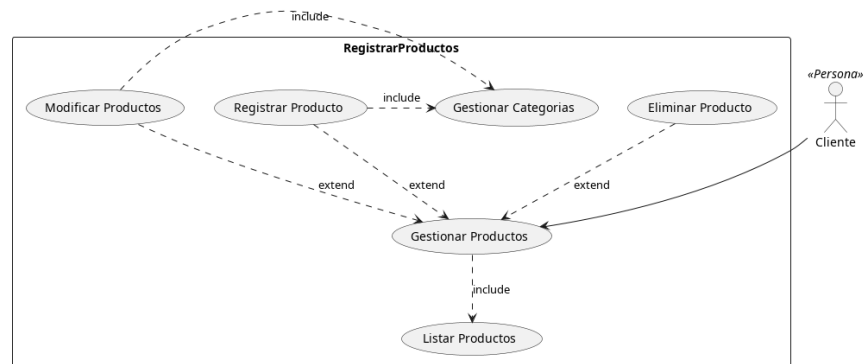 include
RegistrarProductos
«Persona»
Modificar Productos
Registrar Producto
include
Gestionar Categorias
Eliminar Producto
Cliente
extend
extend
extend
Gestionar Productos
include
Listar Productos